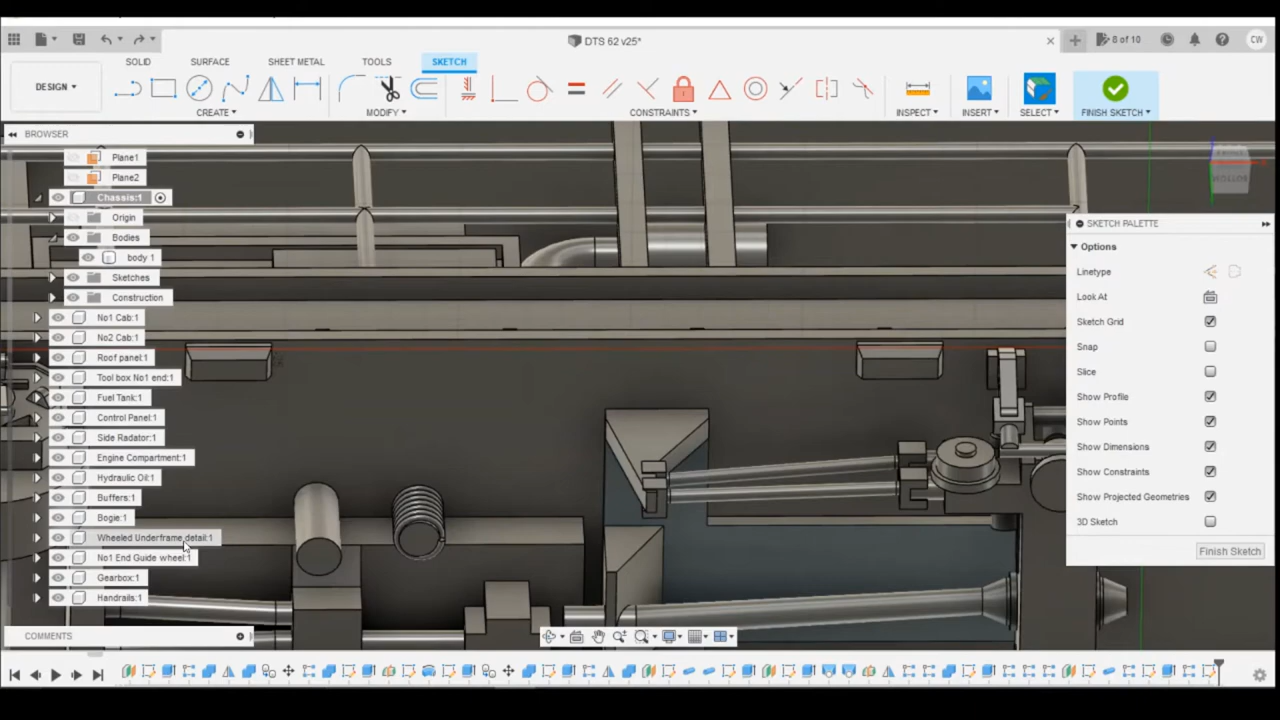 DTS 62 v25*
8 of 10
CW
DESIGN
SOLID
SURFACE
SHEET METAL
TOOLS
SKETCH
CREATE
MODIFY
CONSTRAINTS
INSPECT
INSERT
SELECT
FINISH SKETCH
BROWSER
Plane1
Plane2
Chassis:1
Origin
Bodies
body 1
Sketches
Construction
No1 Cab:1
No2 Cab:1
Roof panel:1
Tool box No1 end:1
Fuel Tank:1
Control Panel:1
Side Radator:1
Engine Compartment:1
Hydraulic Oil:1
Buffers:1
Bogie:1
Wheeled Underframe detail:1
No1 End Guide wheel:1
Gearbox:1
Handrails:1
COMMENTS
SKETCH PALETTE
Options
Linetype
Look At
Sketch Grid
Snap
Slice
Show Profile
Show Points
Show Dimensions
Show Constraints
Show Projected Geometries
3D Sketch
Finish Sketch
BOTTOM